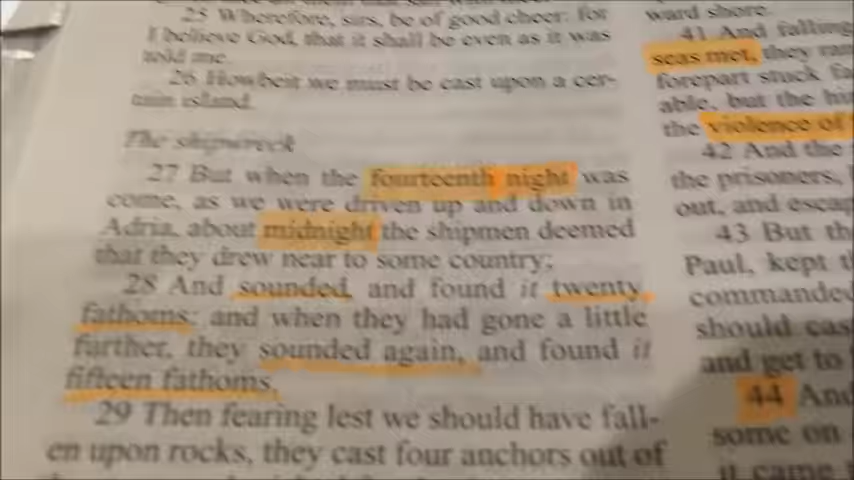 25 Wherefore, sirs, be of good cheer: for
I believe God, that it shall be even as it was
told me.
26 Howbeit we must be cast upon a cer-
tain island.
The shipwreck
27 But when the fourteenth night was
come, as we were driven up and down in
Adria, about midnight the shipmen deemed
that they drew near to some country;
28 And sounded, and found it twenty
fathoms: and when they had gone a little
farther, they sounded again, and found it
fifteen fathoms.
29 Then fearing lest we should have fall-
en upon rocks, they cast four anchors out of
ward shore.
41 And falling
seas met, they ran
forepart stuck
able, but the
the violence of
42 And the
the prisoners,
out, and
43 But
Paul, kept
commanded
should
and get to
44 And
some on
it came